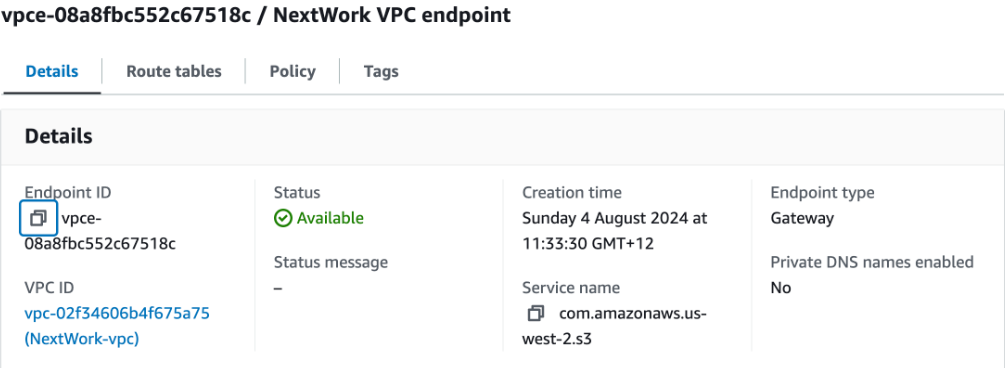 vpce-08a8fbc552c67518c / NextWork VPC endpoint
Details
Route tables
Policy
Tags
Details
Endpoint ID
vpce-
08a8fbc552c67518c
VPC ID
vpc-02f34606b4f675a75
(NextWork-vpc)
Status
Available
Status message
–
Creation time
Sunday 4 August 2024 at
11:33:30 GMT+12
Service name
com.amazonaws.us-
west-2.s3
Endpoint type
Gateway
Private DNS names enabled
No